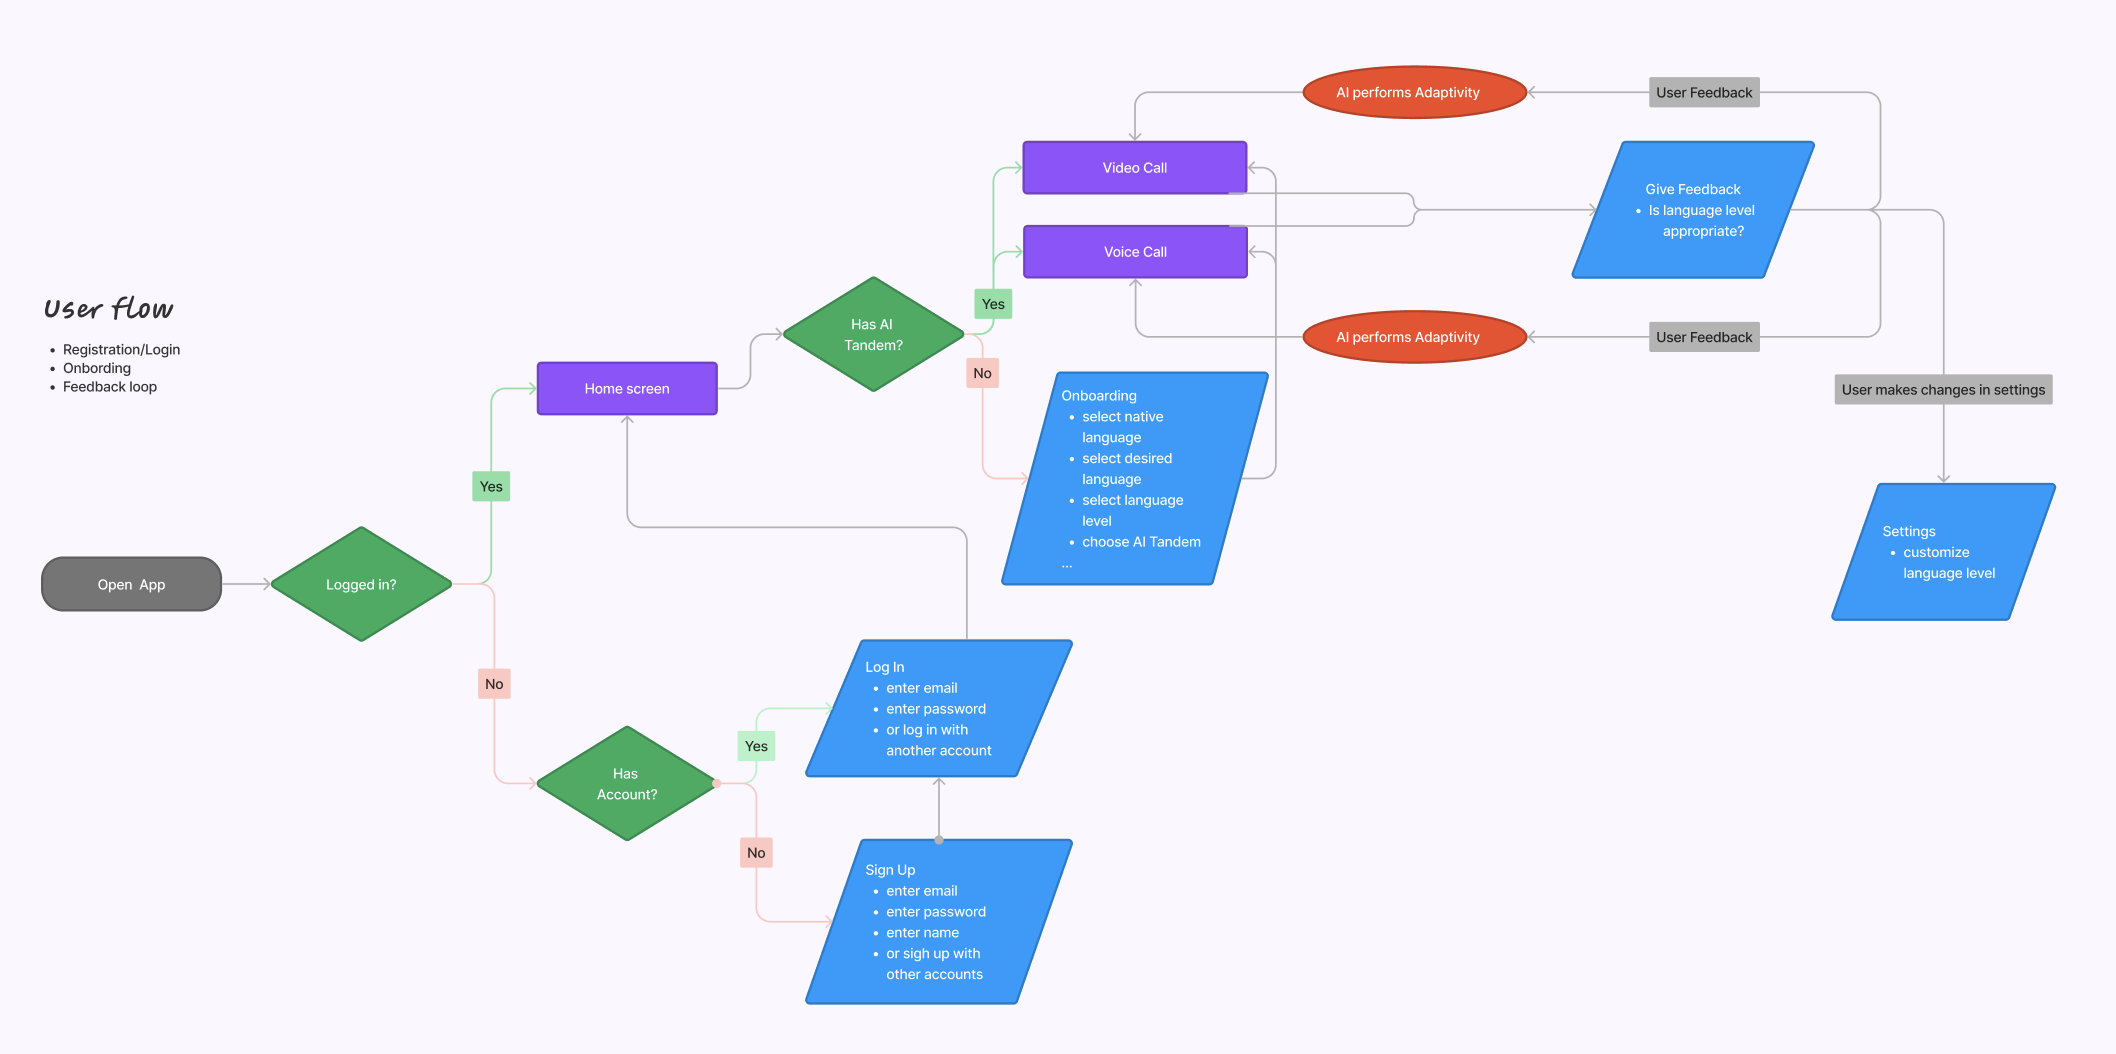 User flow
• Registration/Login
• Onbording
• Feedback loop
Open App
Logged in?
Yes
No
Home screen
Has
Account?
Yes
No
Log In
• enter email
• enter password
• or log in with
another account
Sign Up
• enter email
• enter password
• enter name
• or sigh up with
other accounts
Has AI
Tandem?
Yes
No
Onboarding
• select native
language
• select desired
language
• select language
level
• choose AI Tandem
...
Video Call
Voice Call
AI performs Adaptivity
User Feedback
Give Feedback
• Is language level
appropriate?
AI performs Adaptivity
User Feedback
User makes changes in settings
Settings
• customize
language level